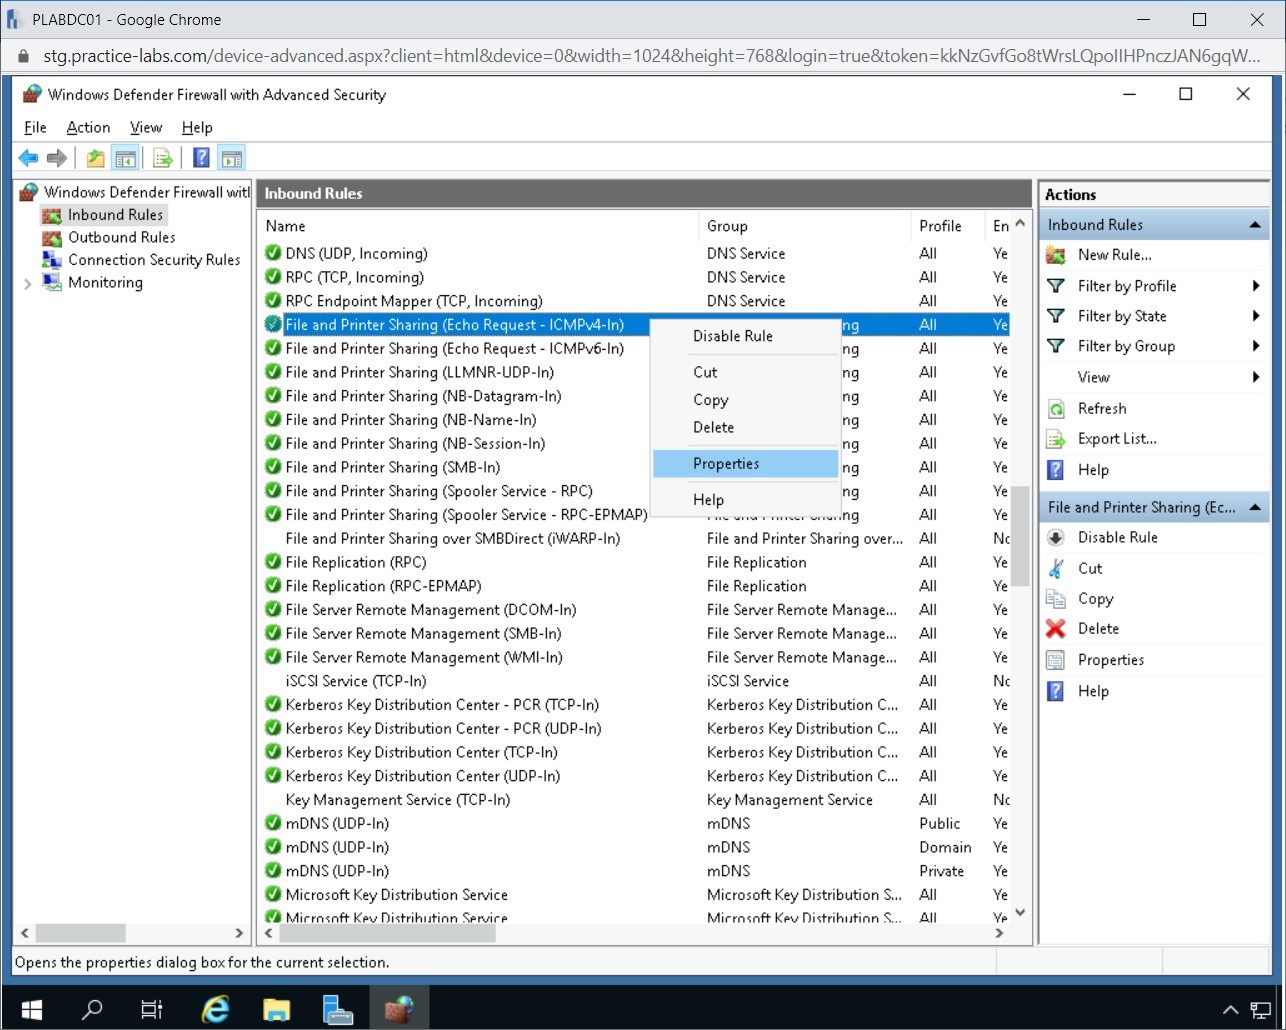 PLABDC01 - Google Chrome
stg.practice-labs.com/device-advanced.aspx?client=html&device=0&width=1024&height=768&login=true&token=kkNzGvfGo8tWrsLQpoIIHPnczJAN6gqW...
Windows Defender Firewall with Advanced Security
File Action View Help
Windows Defender Firewall wit
Inbound Rules
Outbound Rules
Connection Security Rules
Monitoring
Inbound Rules
Name Group Profile En
DNS (UDP, Incoming) DNS Service All Ye
RPC (TCP, Incoming) DNS Service All Ye
RPC Endpoint Mapper (TCP, Incoming) DNS Service All Ye
File and Printer Sharing (Echo Request - ICMPv4-In) ng All Ye
File and Printer Sharing (Echo Request - ICMPv6-In) ng All Ye
File and Printer Sharing (LLMNR-UDP-In) ng All Ye
File and Printer Sharing (NB-Datagram-In) ng All Ye
File and Printer Sharing (NB-Name-In) ng All Ye
File and Printer Sharing (NB-Session-In) ng All Ye
File and Printer Sharing (SMB-In) ng All Ye
File and Printer Sharing (Spooler Service - RPC) ng All Ye
File and Printer Sharing (Spooler Service - RPC-EPMAP) File and Printer Sharing All Ye
File and Printer Sharing over SMBDirect (iWARP-In) File and Printer Sharing over... All No
File Replication (RPC) File Replication All Ye
File Replication (RPC-EPMAP) File Replication All Ye
File Server Remote Management (DCOM-In) File Server Remote Manage... All Ye
File Server Remote Management (SMB-In) File Server Remote Manage... All Ye
File Server Remote Management (WMI-In) File Server Remote Manage... All Ye
iSCSI Service (TCP-In) iSCSI Service All No
Kerberos Key Distribution Center - PCR (TCP-In) Kerberos Key Distribution C... All Ye
Kerberos Key Distribution Center - PCR (UDP-In) Kerberos Key Distribution C... All Ye
Kerberos Key Distribution Center (TCP-In) Kerberos Key Distribution C... All Ye
Kerberos Key Distribution Center (UDP-In) Kerberos Key Distribution C... All Ye
Key Management Service (TCP-In) Key Management Service All No
mDNS (UDP-In) mDNS Public Ye
mDNS (UDP-In) mDNS Domain Ye
mDNS (UDP-In) mDNS Private Ye
Microsoft Key Distribution Service Microsoft Key Distribution S... All Ye
Microsoft Key Distribution Service Microsoft Key Distribution S... All Ye
Disable Rule
Cut
Copy
Delete
Properties
Help
Actions
Inbound Rules
New Rule...
Filter by Profile
Filter by State
Filter by Group
View
Refresh
Export List...
Help
File and Printer Sharing (Ec...
Disable Rule
Cut
Copy
Delete
Properties
Help
Opens the properties dialog box for the current selection.